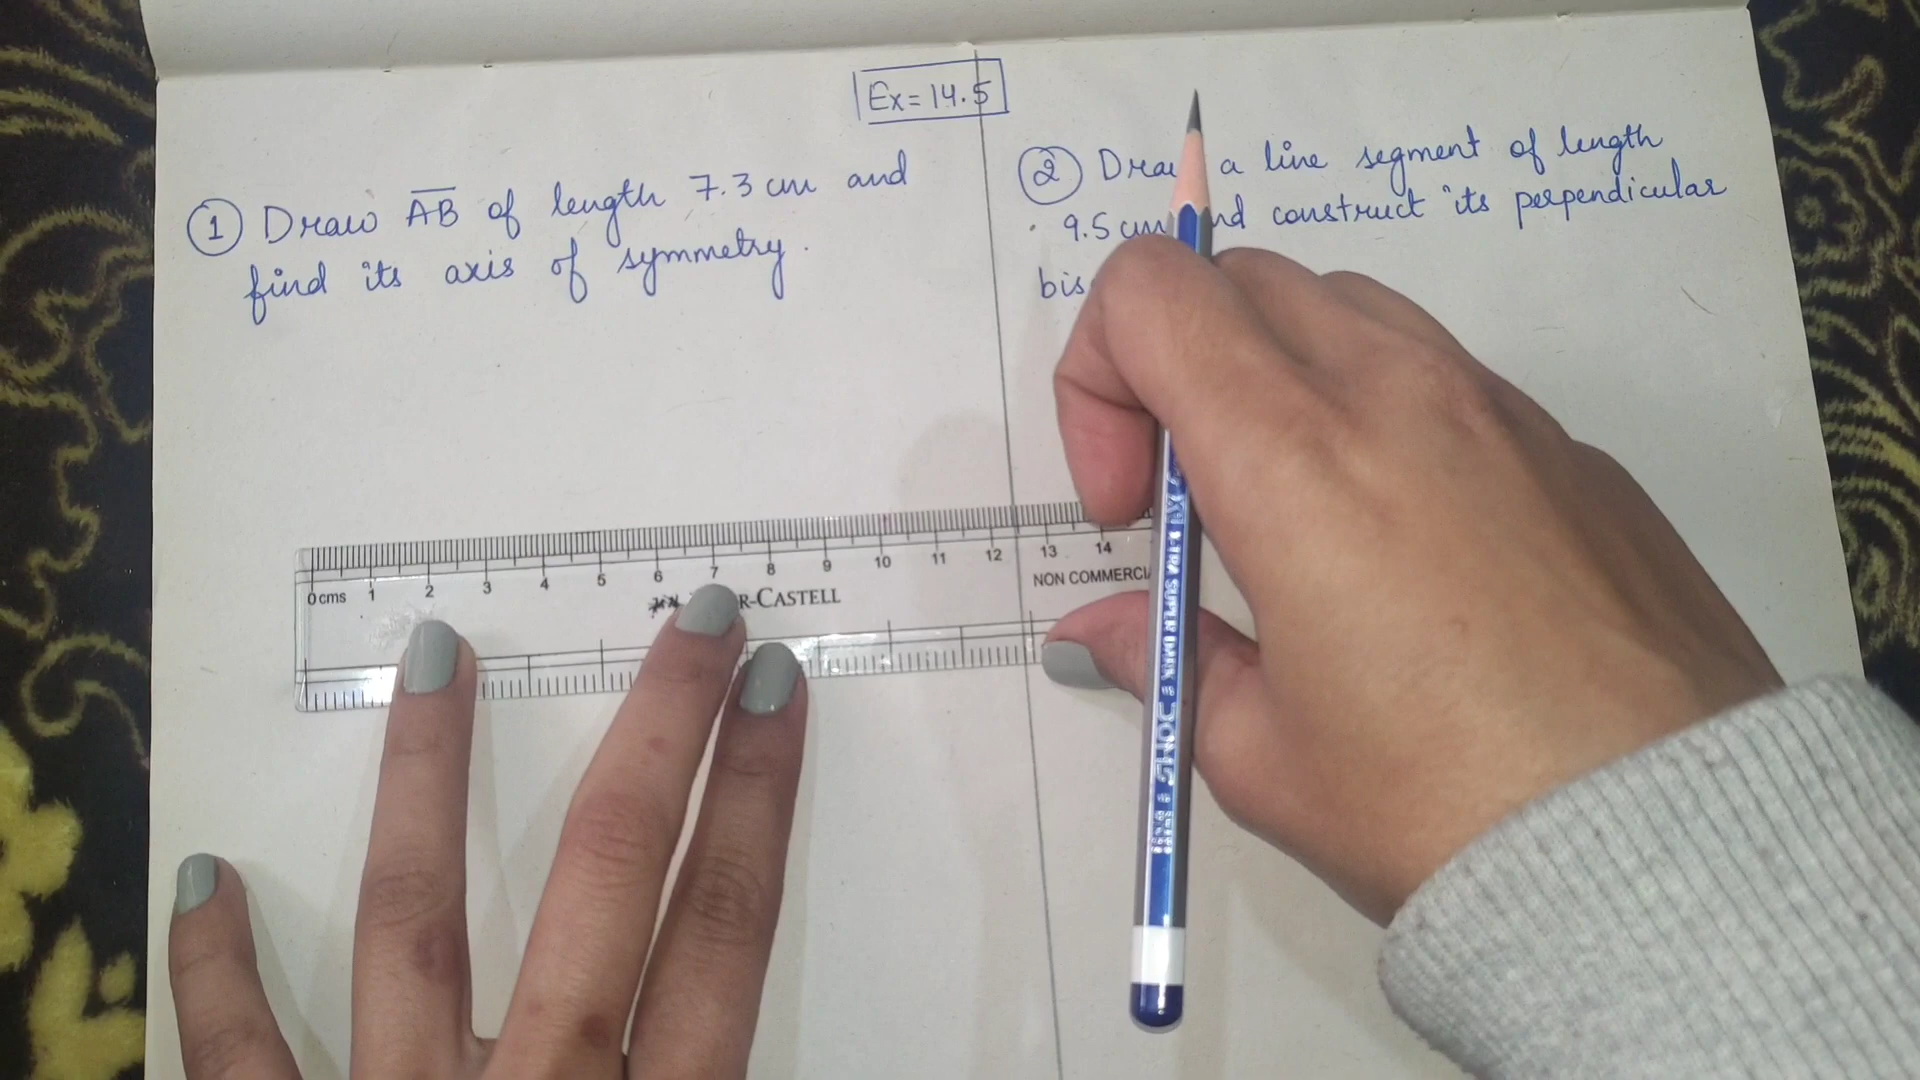 Ex = 14.5
① Draw AB of length 7.3 cm and
find its axis of symmetry.
② a line segment of length
9.5 cm construct its perpendicular
0 cms 1 2 3 4 5 6 7 8 9 10 11 12 13 14
R-CASTELL
NON COMMERCI